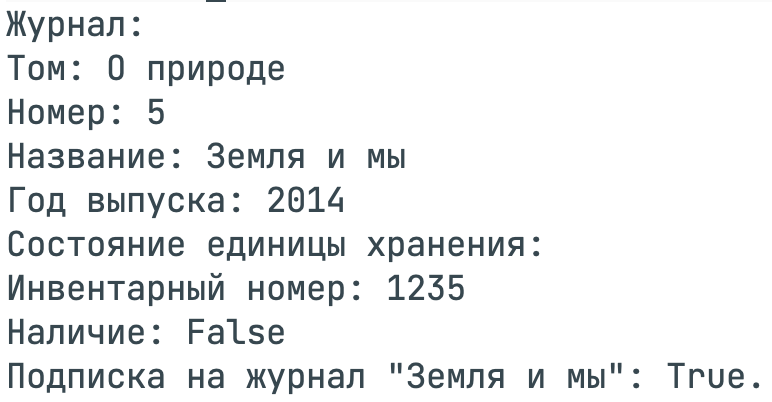 Журнал:
Том: О природе
Номер: 5
Название: Земля и мы
Год выпуска: 2014
Состояние единицы хранения:
Инвентарный номер: 1235
Наличие: False
Подписка на журнал "Земля и мы": True.